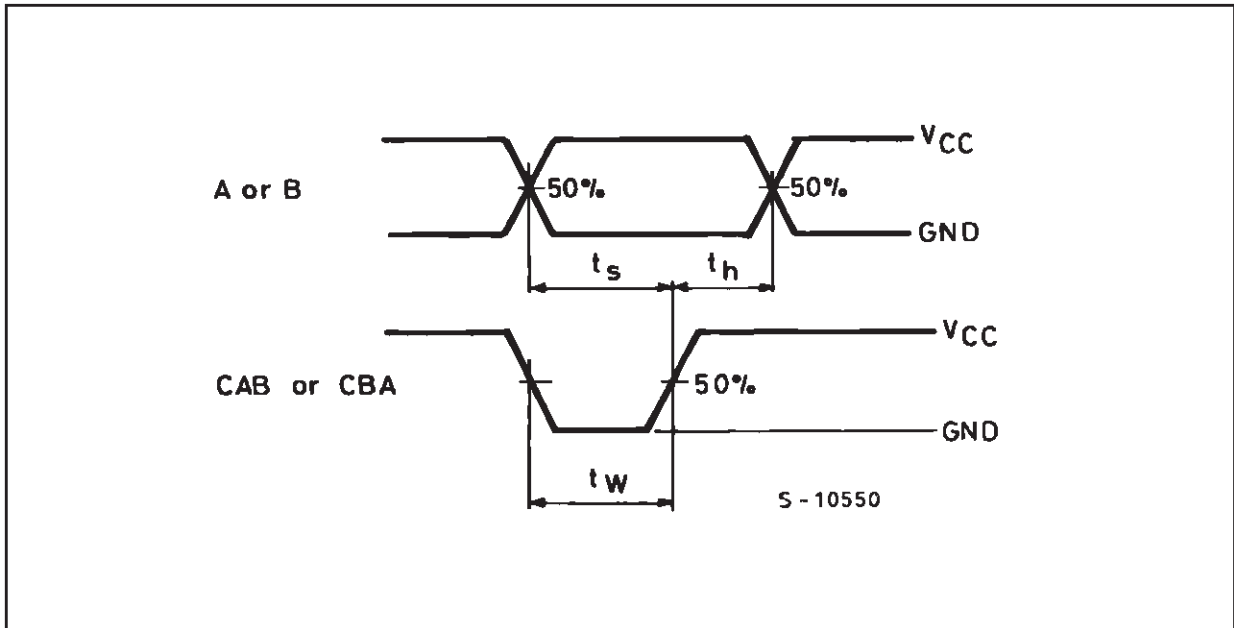 VCC
A or B
50%
50%
GND
ts
th
VCC
CAB or CBA
50%
GND
tW
S-10550